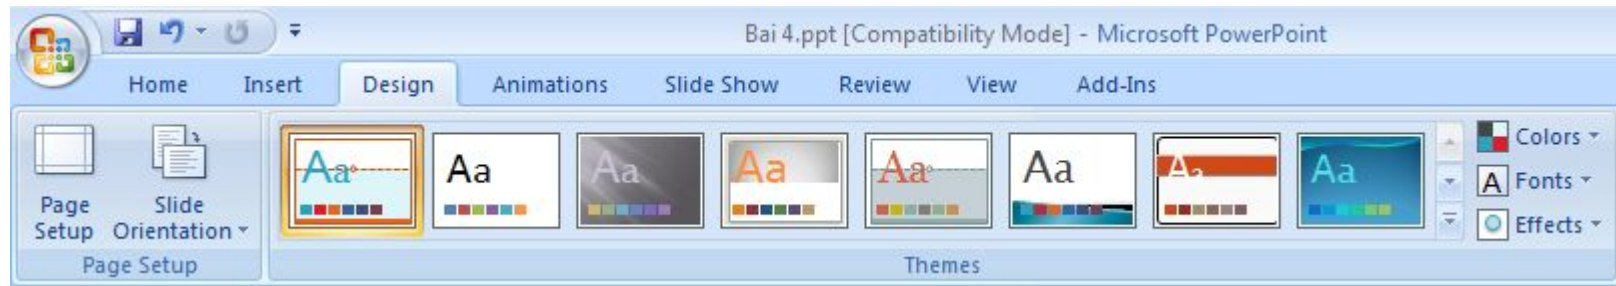 Bai 4.ppt [Compatibility Mode] - Microsoft PowerPoint
Home Insert Design Animations Slide Show Review View Add-Ins
Page Setup
Slide Orientation
Aa Aa Aa Aa Aa Aa Aa Aa
Colors
Fonts
Effects
Page Setup
Themes